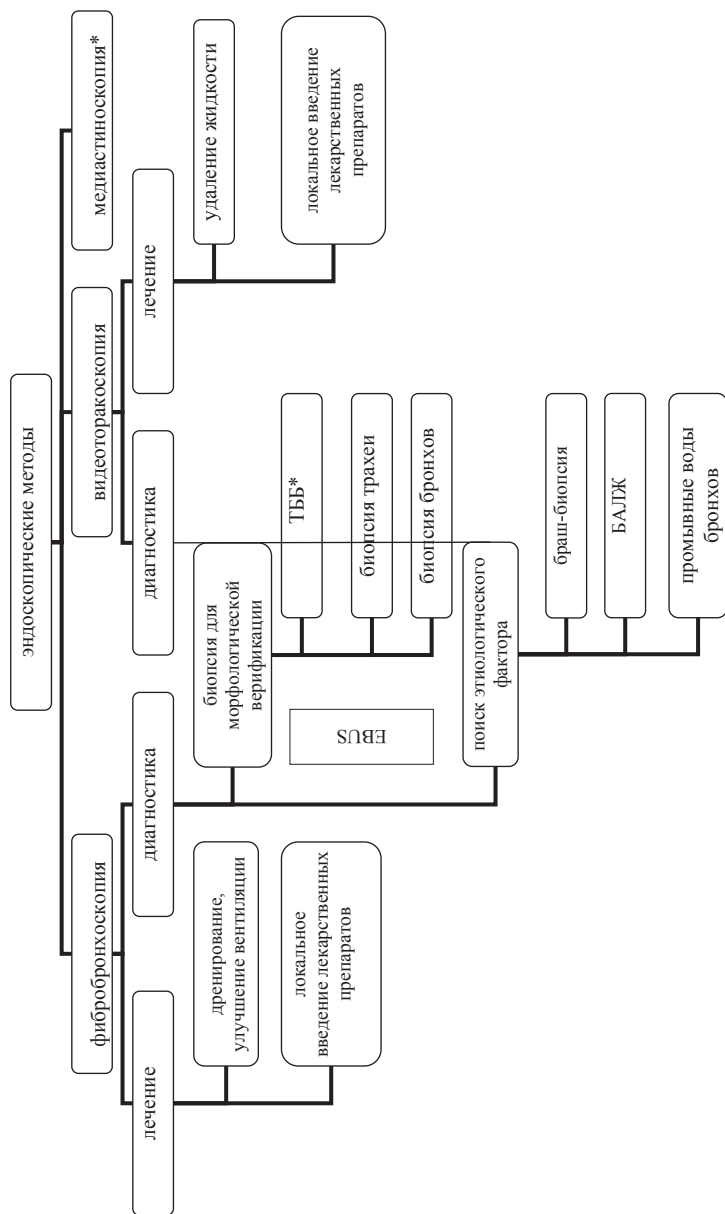 эндоскопические методы
фибробронхоскопия
видеоторакоскопия
медиастиноскопия*
лечение
диагностика
диагностика
лечение
дренирование,
улучшение вентиляции
локальное
введение лекарственных
препаратов
биопсия для
морфологической
верификации
EBUS
ТББ*
биопсия трахеи
биопсия бронхов
поиск этиологического
фактора
браш-биопсия
БАЛЖ
промывные воды
бронхов
удаление жидкости
локальное введение
лекарственных
препаратов